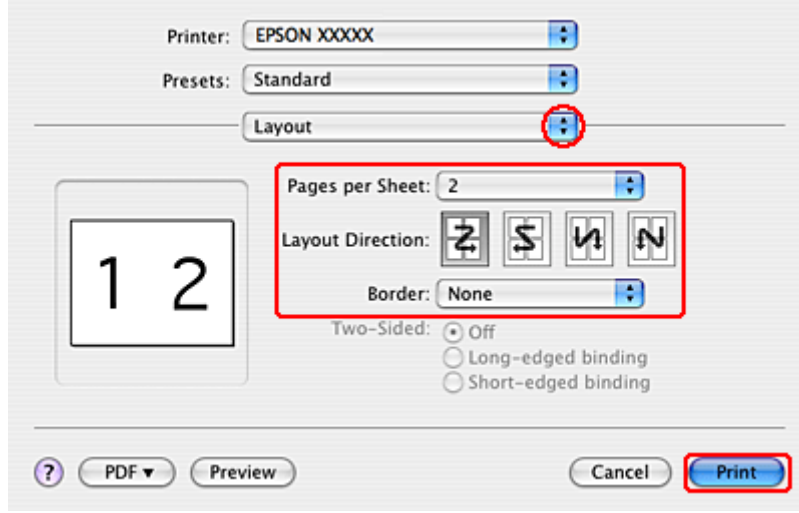 Printer: EPSON XXXXX
Presets: Standard
Layout
Pages per Sheet: 2
Layout Direction:
Border: None
1 2
Two-Sided: Off
Long-edged binding
Short-edged binding
? PDF Preview Cancel Print